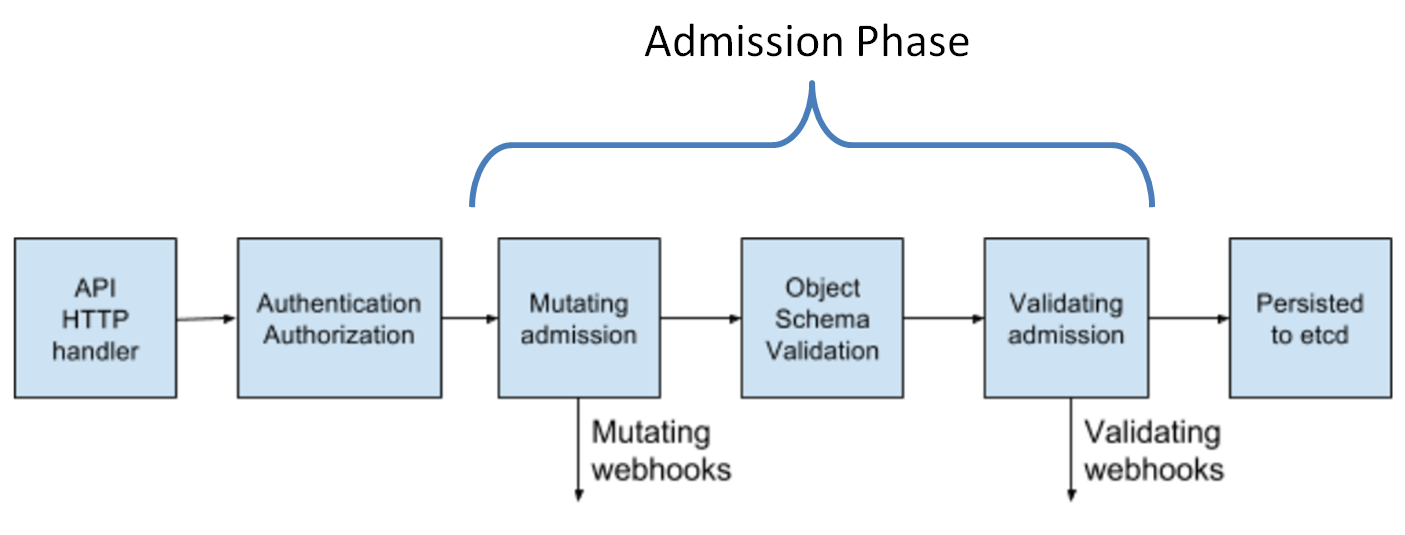 Admission Phase
API
HTTP
handler
Authentication
Authorization
Mutating
admission
Object
Schema
Validation
Validating
admission
Persisted
to etcd
Mutating
webhooks
Validating
webhooks